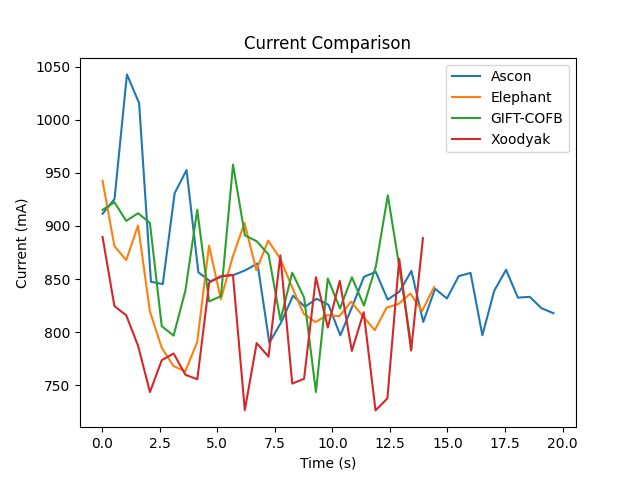 Current Comparison
Current (mA)
1050
1000
950
900
850
800
750
Ascon
Elephant
GIFT-COFB
Xoodyak
0.0 2.5 5.0 7.5 10.0 12.5 15.0 17.5 20.0
Time (s)